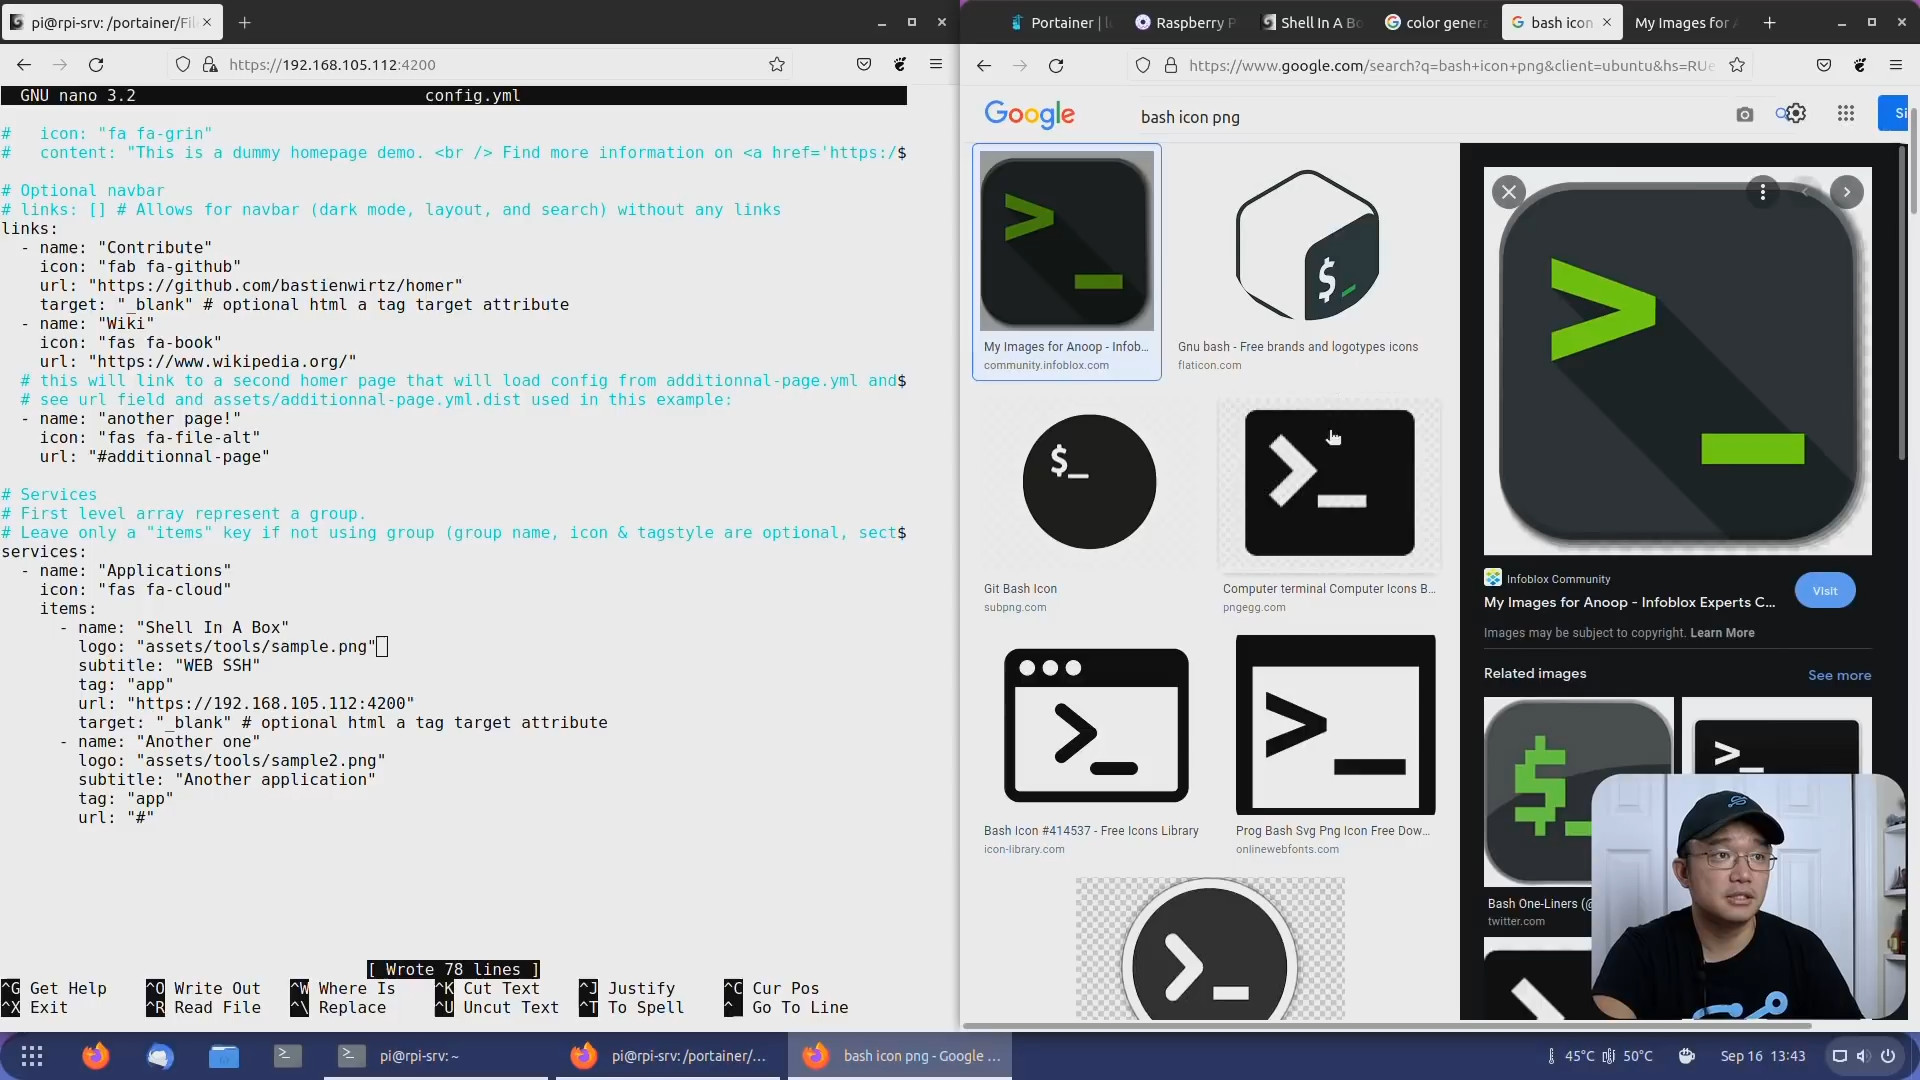 pi@rpi-srv: /portainer/Fil
https://192.168.105.112:4200
GNU nano 3.2 config.yml
#   icon: "fa fa-grin"
#   content: "This is a dummy homepage demo. <br /> Find more information on <a href='https:/$
# Optional navbar
# links: [] # Allows for navbar (dark mode, layout, and search) without any links
links:
- name: "Contribute"
icon: "fab fa-github"
url: "https://github.com/bastienwirtz/homer"
target: "_blank" # optional html a tag target attribute
- name: "Wiki"
icon: "fas fa-book"
url: "https://www.wikipedia.org/"
# this will link to a second homer page that will load config from additionnal-page.yml and$
# see url field and assets/additionnal-page.yml.dist used in this example:
- name: "another page!"
icon: "fas fa-file-alt"
url: "#additionnal-page"
# Services
# First level array represent a group.
# Leave only a "items" key if not using group (group name, icon & tagstyle are optional, sect$
services:
- name: "Applications"
icon: "fas fa-cloud"
items:
- name: "Shell In A Box"
logo: "assets/tools/sample.png"
subtitle: "WEB SSH"
tag: "app"
url: "https://192.168.105.112:4200"
target: "_blank" # optional html a tag target attribute
- name: "Another one"
logo: "assets/tools/sample2.png"
subtitle: "Another application"
tag: "app"
url: "#"
[ Wrote 78 lines ]
^G Get Help ^O Write Out ^W Where Is ^K Cut Text ^J Justify ^C Cur Pos
^X Exit ^R Read File ^\ Replace ^U Uncut Text ^T To Spell ^_ Go To Line
Portainer | l Raspberry P Shell In A Bo color genera bash icon My Images for A
https://www.google.com/search?q=bash+icon+png&client=ubuntu&hs=RUe
Google
bash icon png
Si
My Images for Anoop - Infob...
community.infoblox.com
Gnu bash - Free brands and logotypes icons
flaticon.com
$_
>_
Git Bash Icon
subpng.com
Computer terminal Computer Icons B...
pngegg.com
Bash Icon #414537 - Free Icons Library
icon-library.com
Prog Bash Svg Png Icon Free Dow...
onlinewebfonts.com
Infoblox Community
My Images for Anoop - Infoblox Experts C...
Visit
Images may be subject to copyright. Learn More
Related images
See more
Bash One-Liners (@
twitter.com
pi@rpi-srv: ~
pi@rpi-srv: /portainer/...
bash icon png - Google ...
45°C 50°C Sep 16 13:43